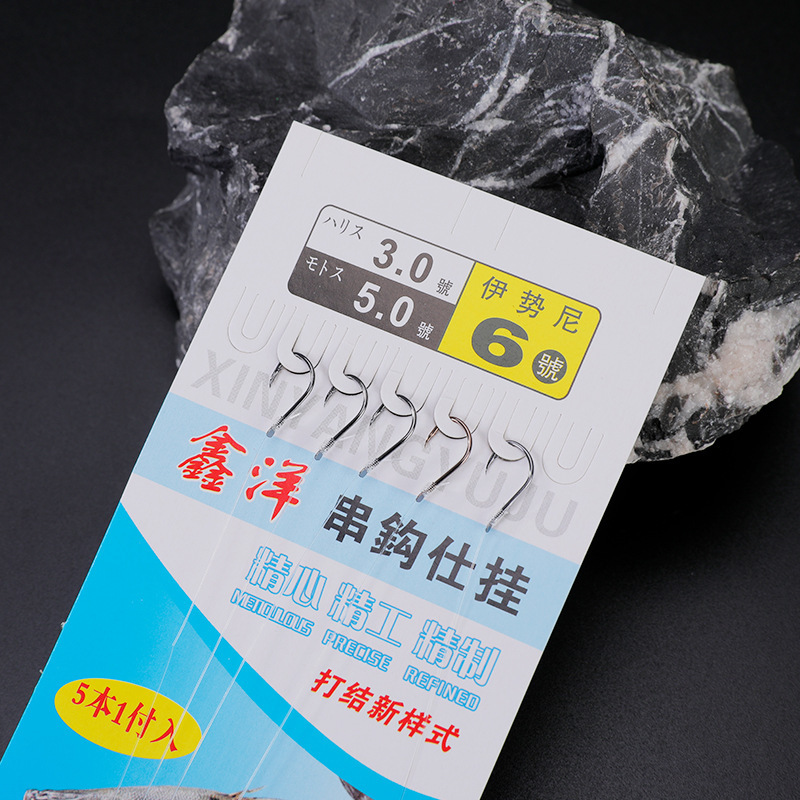 ハリス 3.0 號
モトス 5.0 號
伊势尼
6 號
XINYANGYUJU
鑫洋 串鈎仕挂
精心 精工 精制
METICULOUS PRECISE REFINED
打结新样式
5本1付入